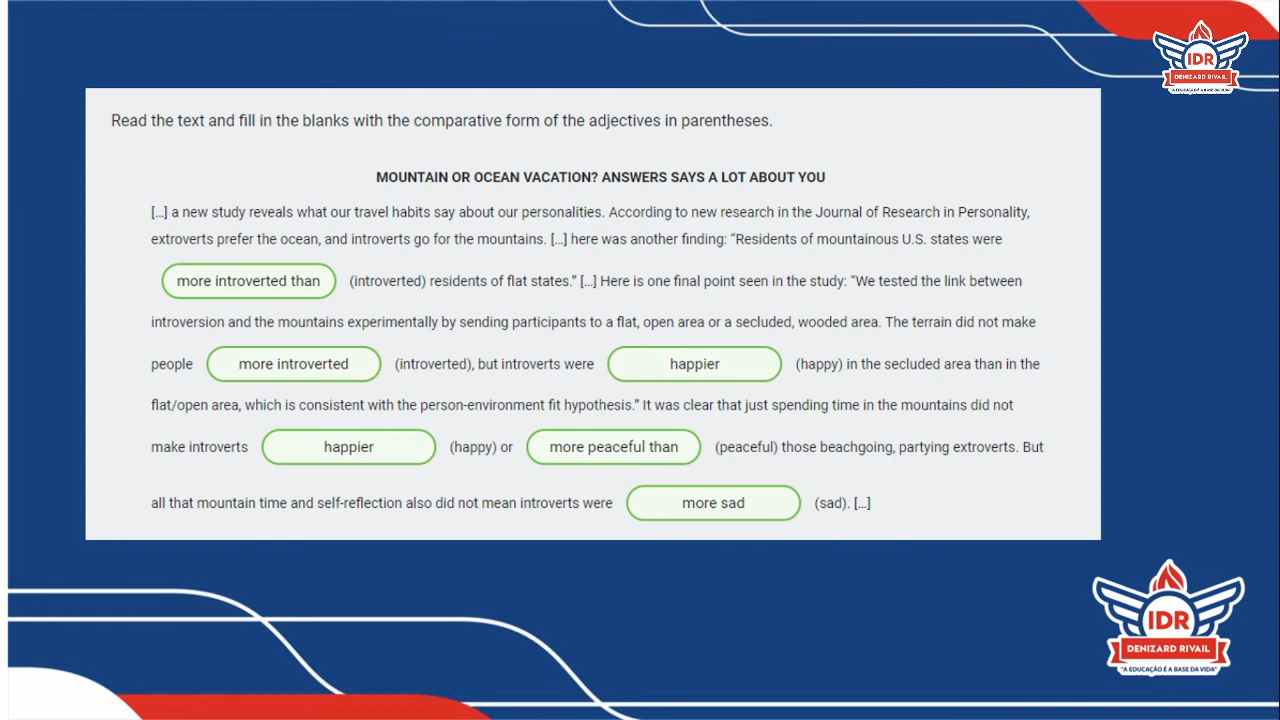 IDR
DENIZARD RIVAIL
"A EDUCAÇÃO É A BASE DA VIDA"
Read the text and fill in the blanks with the comparative form of the adjectives in parentheses.
MOUNTAIN OR OCEAN VACATION? ANSWERS SAYS A LOT ABOUT YOU
[…] a new study reveals what our travel habits say about our personalities. According to new research in the Journal of Research in Personality,
extroverts prefer the ocean, and introverts go for the mountains. […] here was another finding: “Residents of mountainous U.S. states were
more introverted than (introverted) residents of flat states.” […] Here is one final point seen in the study: “We tested the link between
introversion and the mountains experimentally by sending participants to a flat, open area or a secluded, wooded area. The terrain did not make
people more introverted (introverted), but introverts were happier (happy) in the secluded area than in the
flat/open area, which is consistent with the person-environment fit hypothesis.” It was clear that just spending time in the mountains did not
make introverts happier (happy) or more peaceful than (peaceful) those beachgoing, partying extroverts. But
all that mountain time and self-reflection also did not mean introverts were more sad (sad). […]
IDR
DENIZARD RIVAIL
"A EDUCAÇÃO É A BASE DA VIDA"